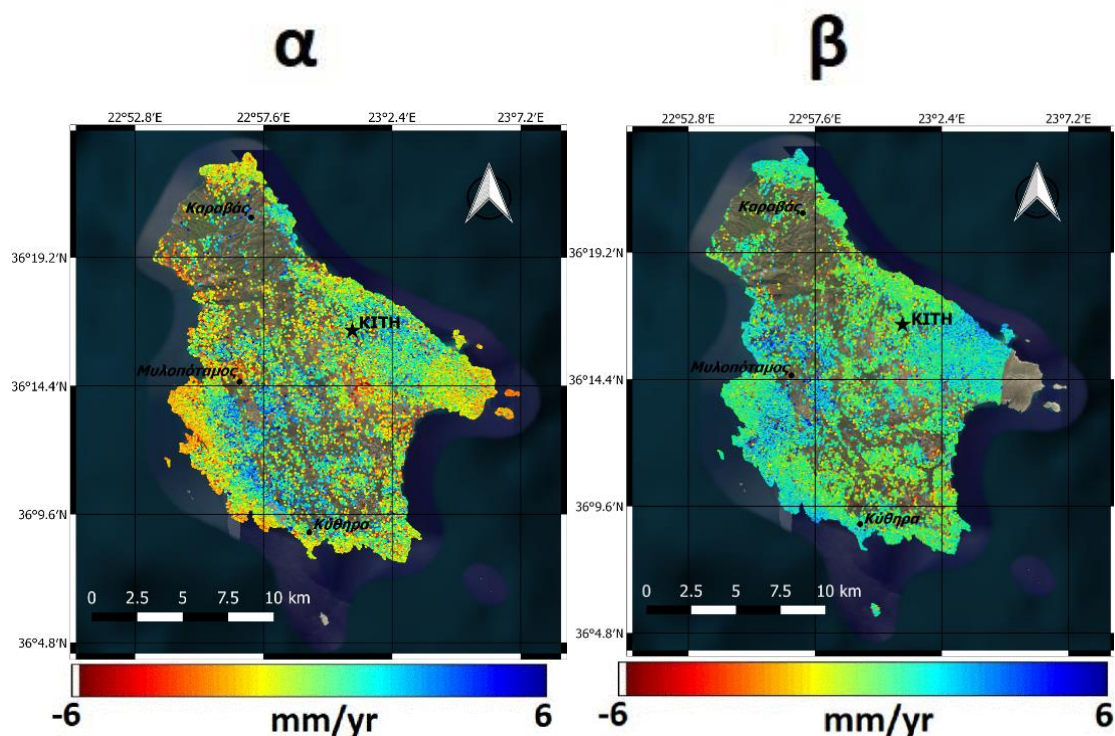 α
β
22°52.8'E 22°57.6'E 23°2.4'E 23°7.2'E
22°52.8'E 22°57.6'E 23°2.4'E 23°7.2'E
Καραβάς
Καραβάς
36°19.2'N
36°19.2'N
ΚΙΤΗ
ΚΙΤΗ
Μυλοπόταμος
Μυλοπόταμος
36°14.4'N
36°14.4'N
36°9.6'N
36°9.6'N
Κύθηρα
Κύθηρα
0 2.5 5 7.5 10 km
0 2.5 5 7.5 10 km
36°4.8'N
36°4.8'N
-6 mm/yr 6
-6 mm/yr 6